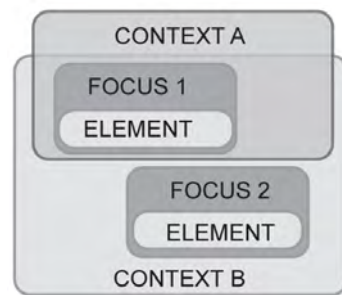 CONTEXT A
FOCUS 1
ELEMENT
FOCUS 2
ELEMENT
CONTEXT B